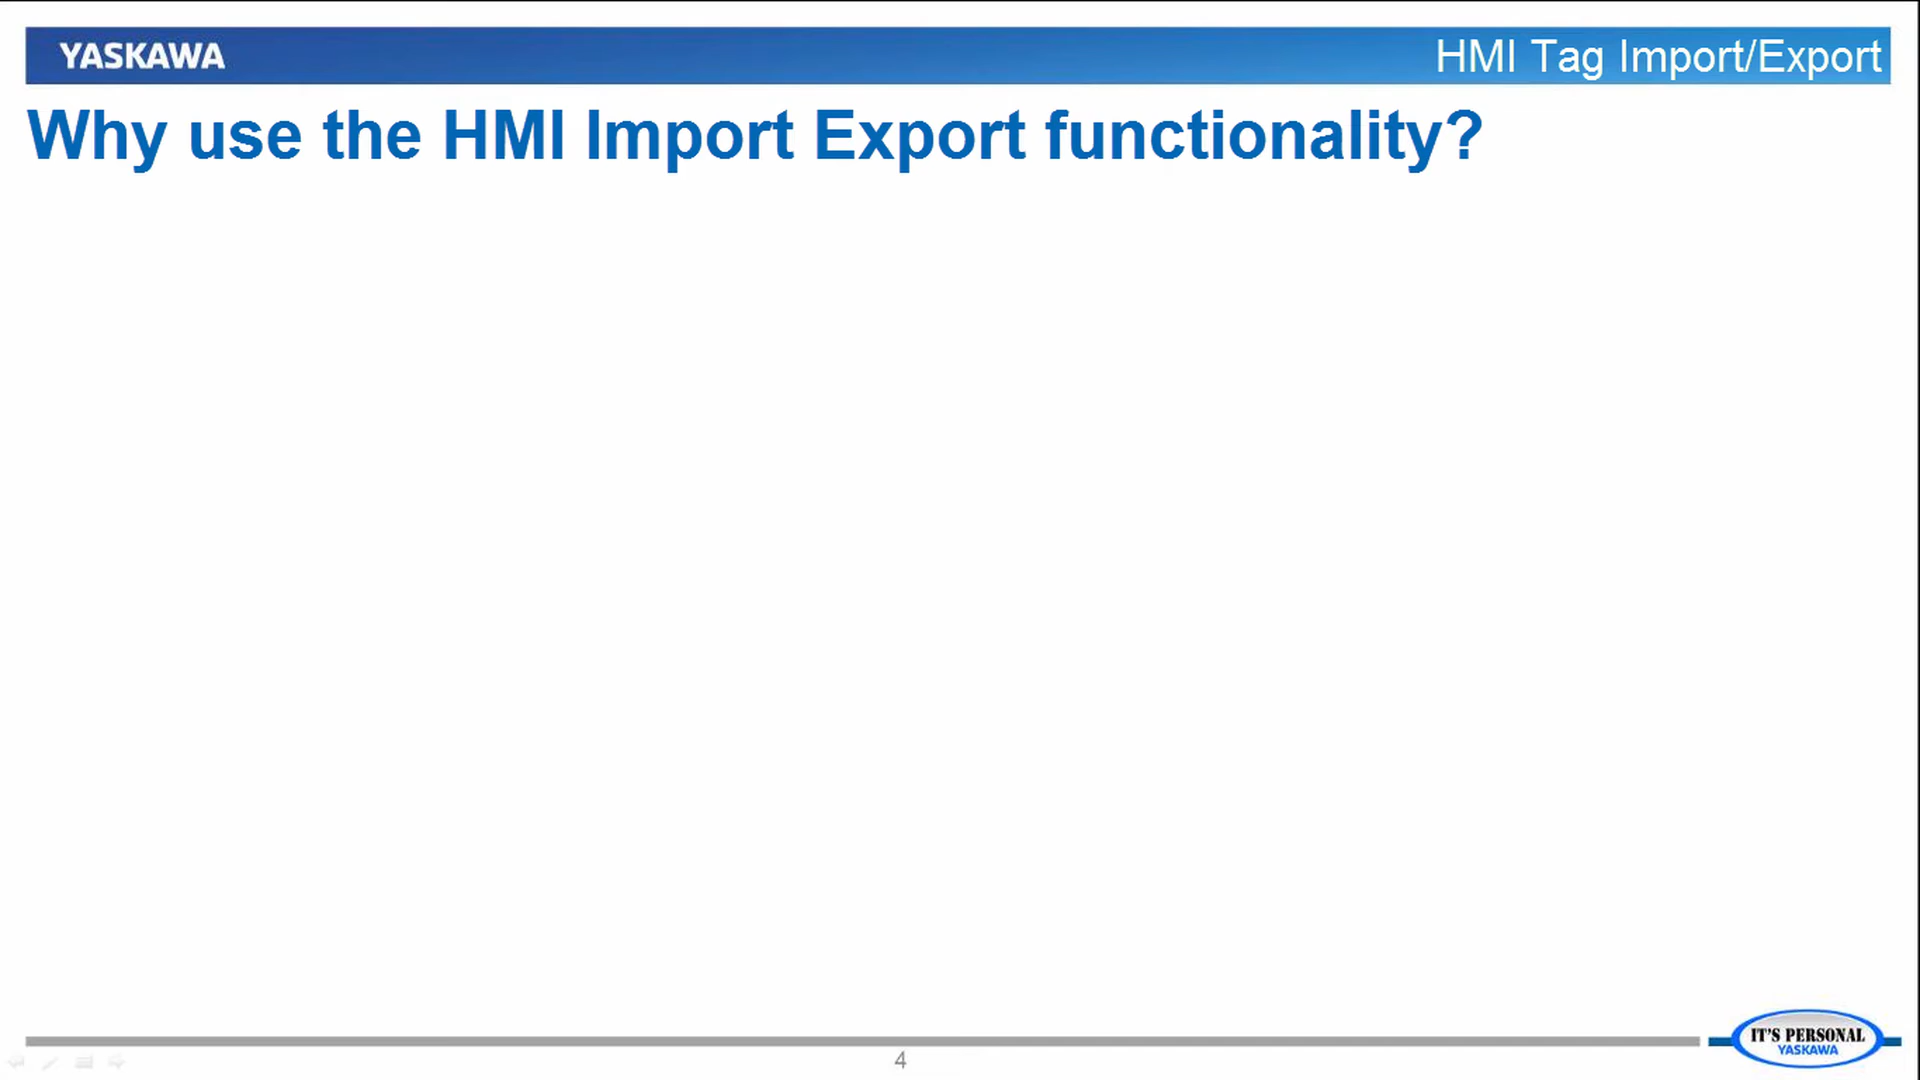 YASKAWA
HMI Tag Import/Export
Why use the HMI Import Export functionality?
4
IT'S PERSONAL
YASKAWA